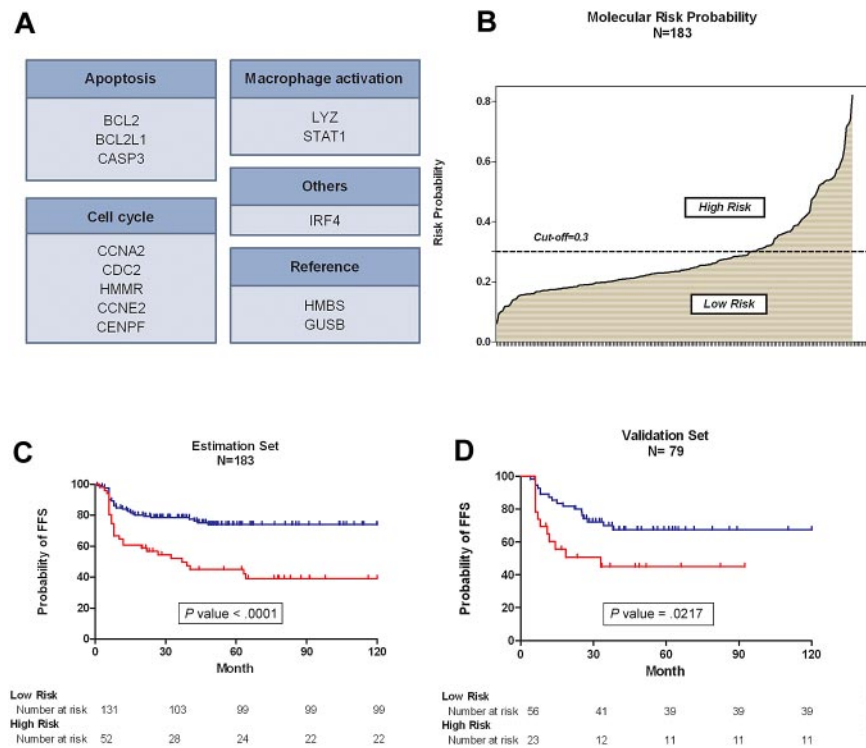 A
Apoptosis
BCL2
BCL2L1
CASP3
Cell cycle
CCNA2
CDC2
HMMR
CCNE2
CENPF
Macrophage activation
LYZ
STAT1
Others
IRF4
Reference
HMBS
GUSB
B
Molecular Risk Probability
N=183
Risk Probability
0.8
0.6
0.4
0.2
0.0
High Risk
Cut-off=0.3
Low Risk
C
Estimation Set
N=183
Probability of FFS
100
80
60
40
20
0
P value < .0001
0 30 60 90 120
Month
Low Risk
Number at risk 131 103 99 99 99
High Risk
Number at risk 52 28 24 22 22
D
Validation Set
N= 79
Probability of FFS
100
80
60
40
20
0
P value = .0217
0 30 60 90 120
Month
Low Risk
Number at risk 56 41 39 39 39
High Risk
Number at risk 23 12 11 11 11